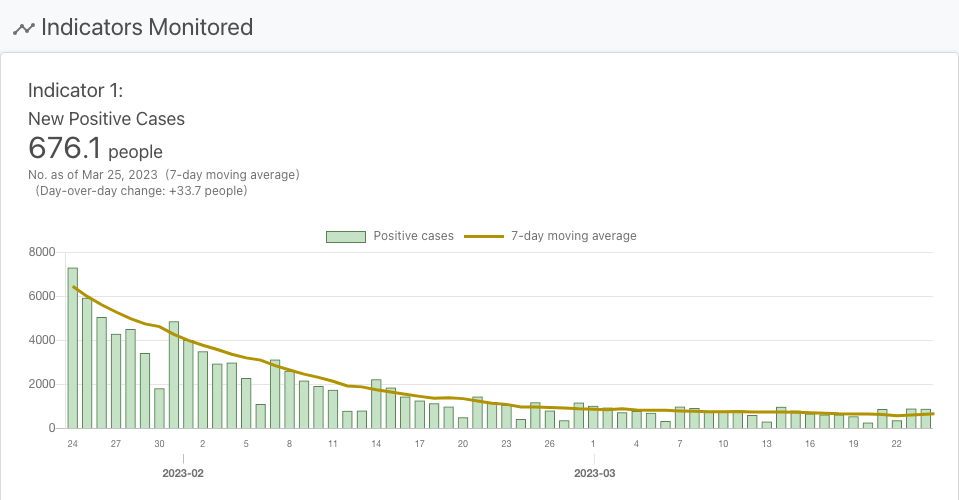 Indicators Monitored
Indicator 1:
New Positive Cases
676.1 people
No. as of Mar 25, 2023 (7-day moving average)
(Day-over-day change: +33.7 people)
Positive cases 7-day moving average
8000
6000
4000
2000
0
24 27 30 2 5 8 11 14 17 20 23 26 1 4 7 10 13 16 19 22
2023-02 2023-03